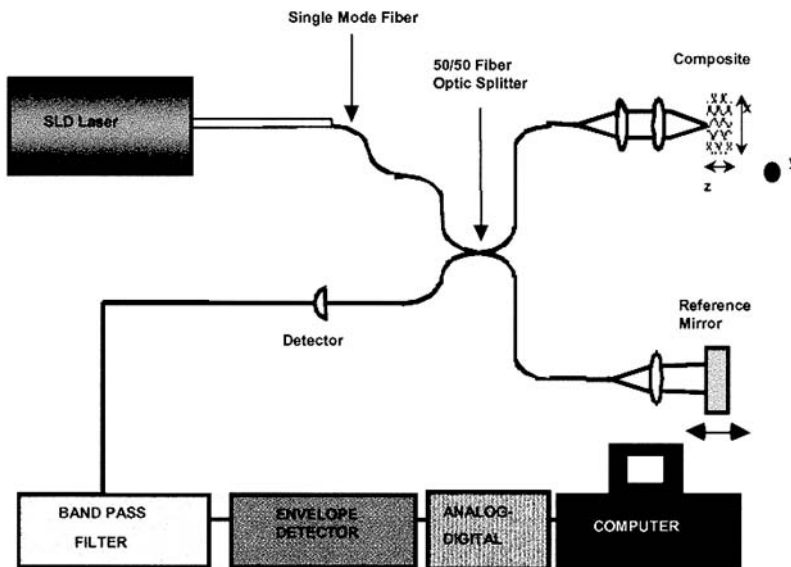 Single Mode Fiber
50/50 Fiber
Optic Splitter
Composite
SLD Laser
x
y
z
Reference
Mirror
Detector
BAND PASS
FILTER
ENVELOPE
DETECTOR
ANALOG-
DIGITAL
COMPUTER